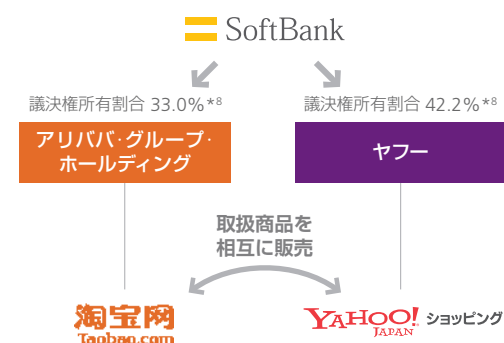 SoftBank
議決権所有割合 33.0%*8
議決権所有割合 42.2%*8
アリババ・グループ・
ホールディング
ヤフー
取扱商品を
相互に販売
淘宝网
Taobao.com
YAHOO! ショッピング
JAPAN